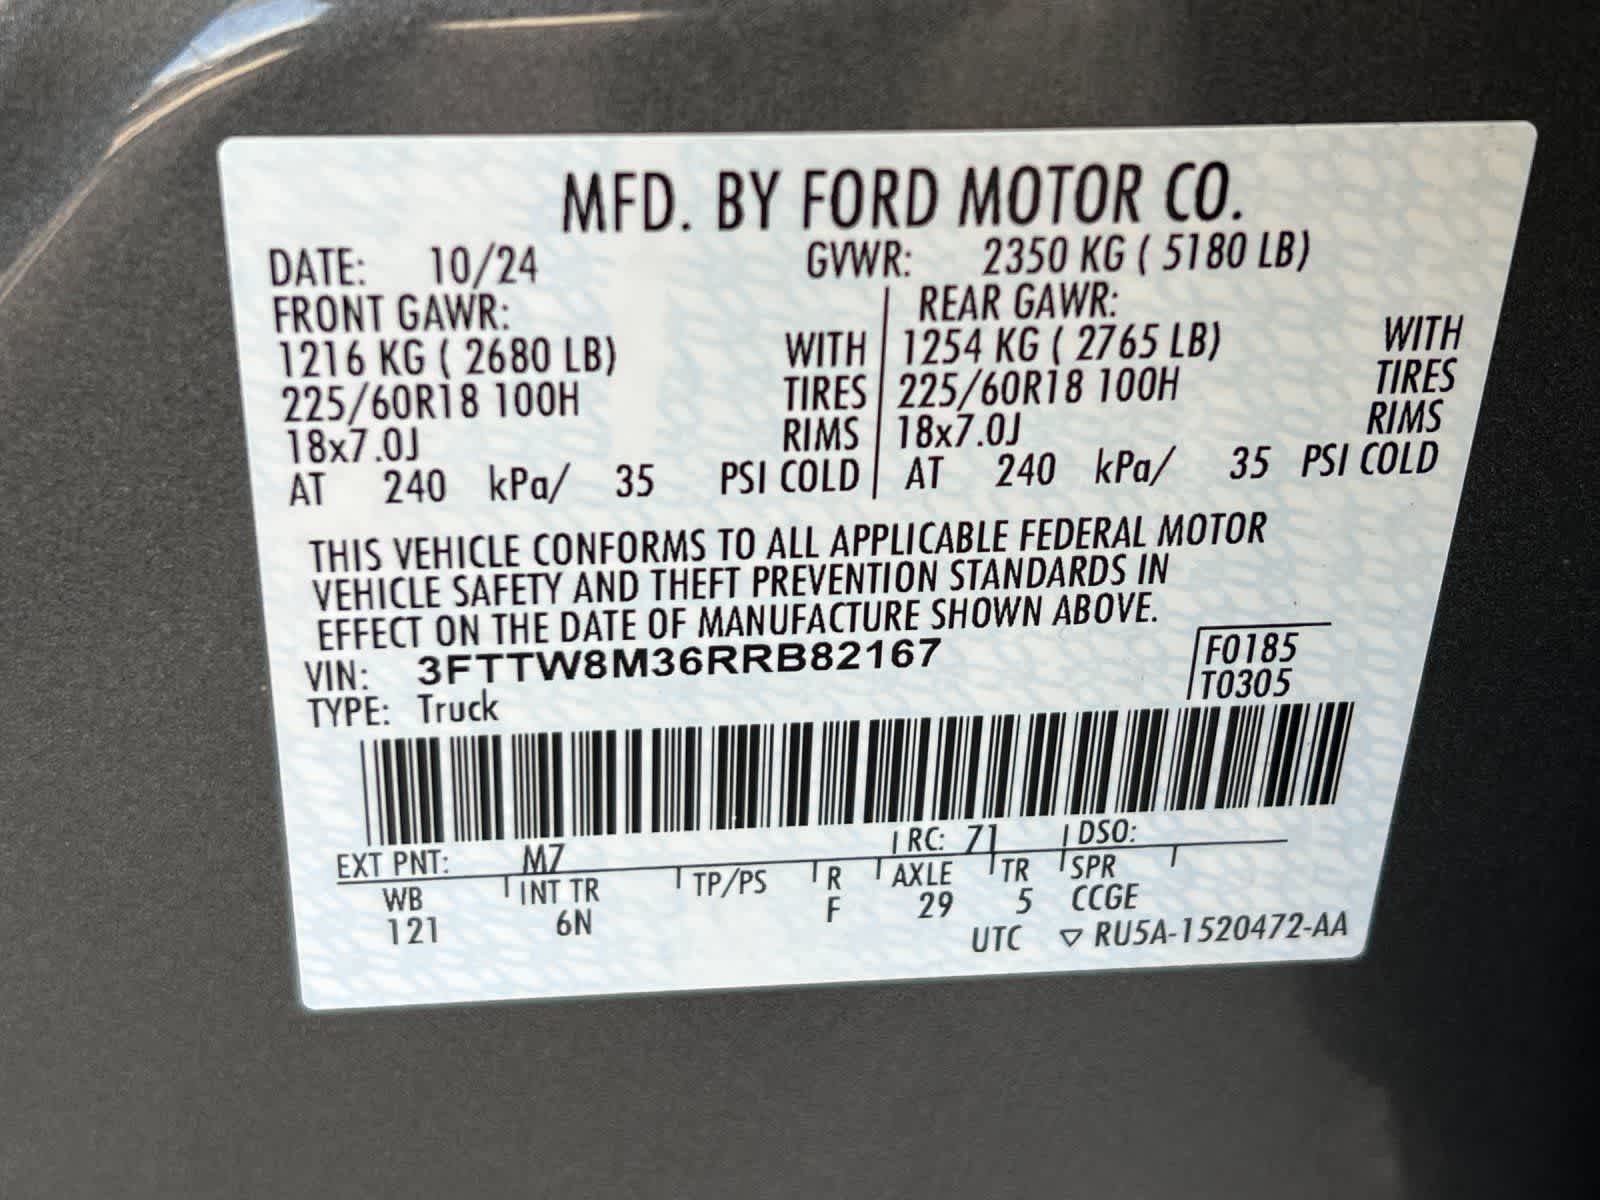 MFD. BY FORD MOTOR CO.
DATE: 10/24 GVWR: 2350 KG ( 5180 LB)
FRONT GAWR: REAR GAWR:
1216 KG ( 2680 LB) WITH 1254 KG ( 2765 LB) WITH
225/60R18 100H TIRES 225/60R18 100H TIRES
18x7.0J RIMS 18x7.0J RIMS
AT 240 kPa/ 35 PSI COLD AT 240 kPa/ 35 PSI COLD
THIS VEHICLE CONFORMS TO ALL APPLICABLE FEDERAL MOTOR
VEHICLE SAFETY AND THEFT PREVENTION STANDARDS IN
EFFECT ON THE DATE OF MANUFACTURE SHOWN ABOVE.
VIN: 3FTTW8M36RRB82167 F0185
TYPE: Truck T0305
EXT PNT: M7 RC: 71 DSO:
WB INT TR TP/PS R AXLE TR SPR
121 6N F 29 5 CCGE
UTC ▽ RU5A-1520472-AA